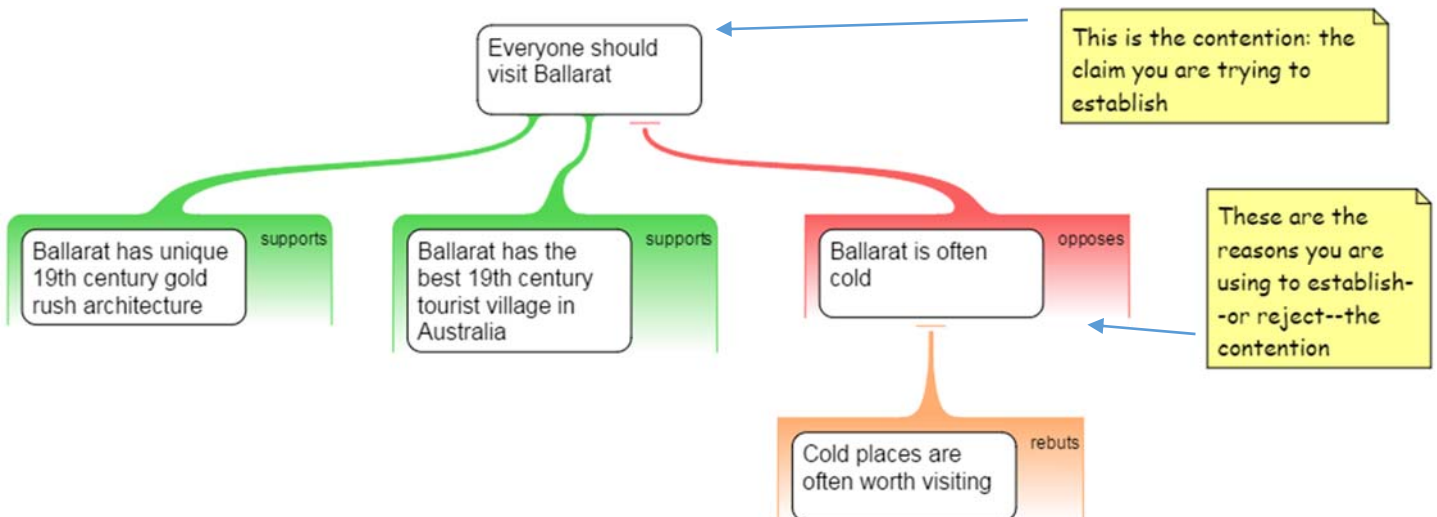 Everyone should
visit Ballarat
This is the contention: the
claim you are trying to
establish
Ballarat has unique
19th century gold
rush architecture
supports
Ballarat has the
best 19th century
tourist village in
Australia
supports
Ballarat is often
cold
opposes
These are the
reasons you are
using to establish-
-or reject--the
contention
Cold places are
often worth visiting
rebuts